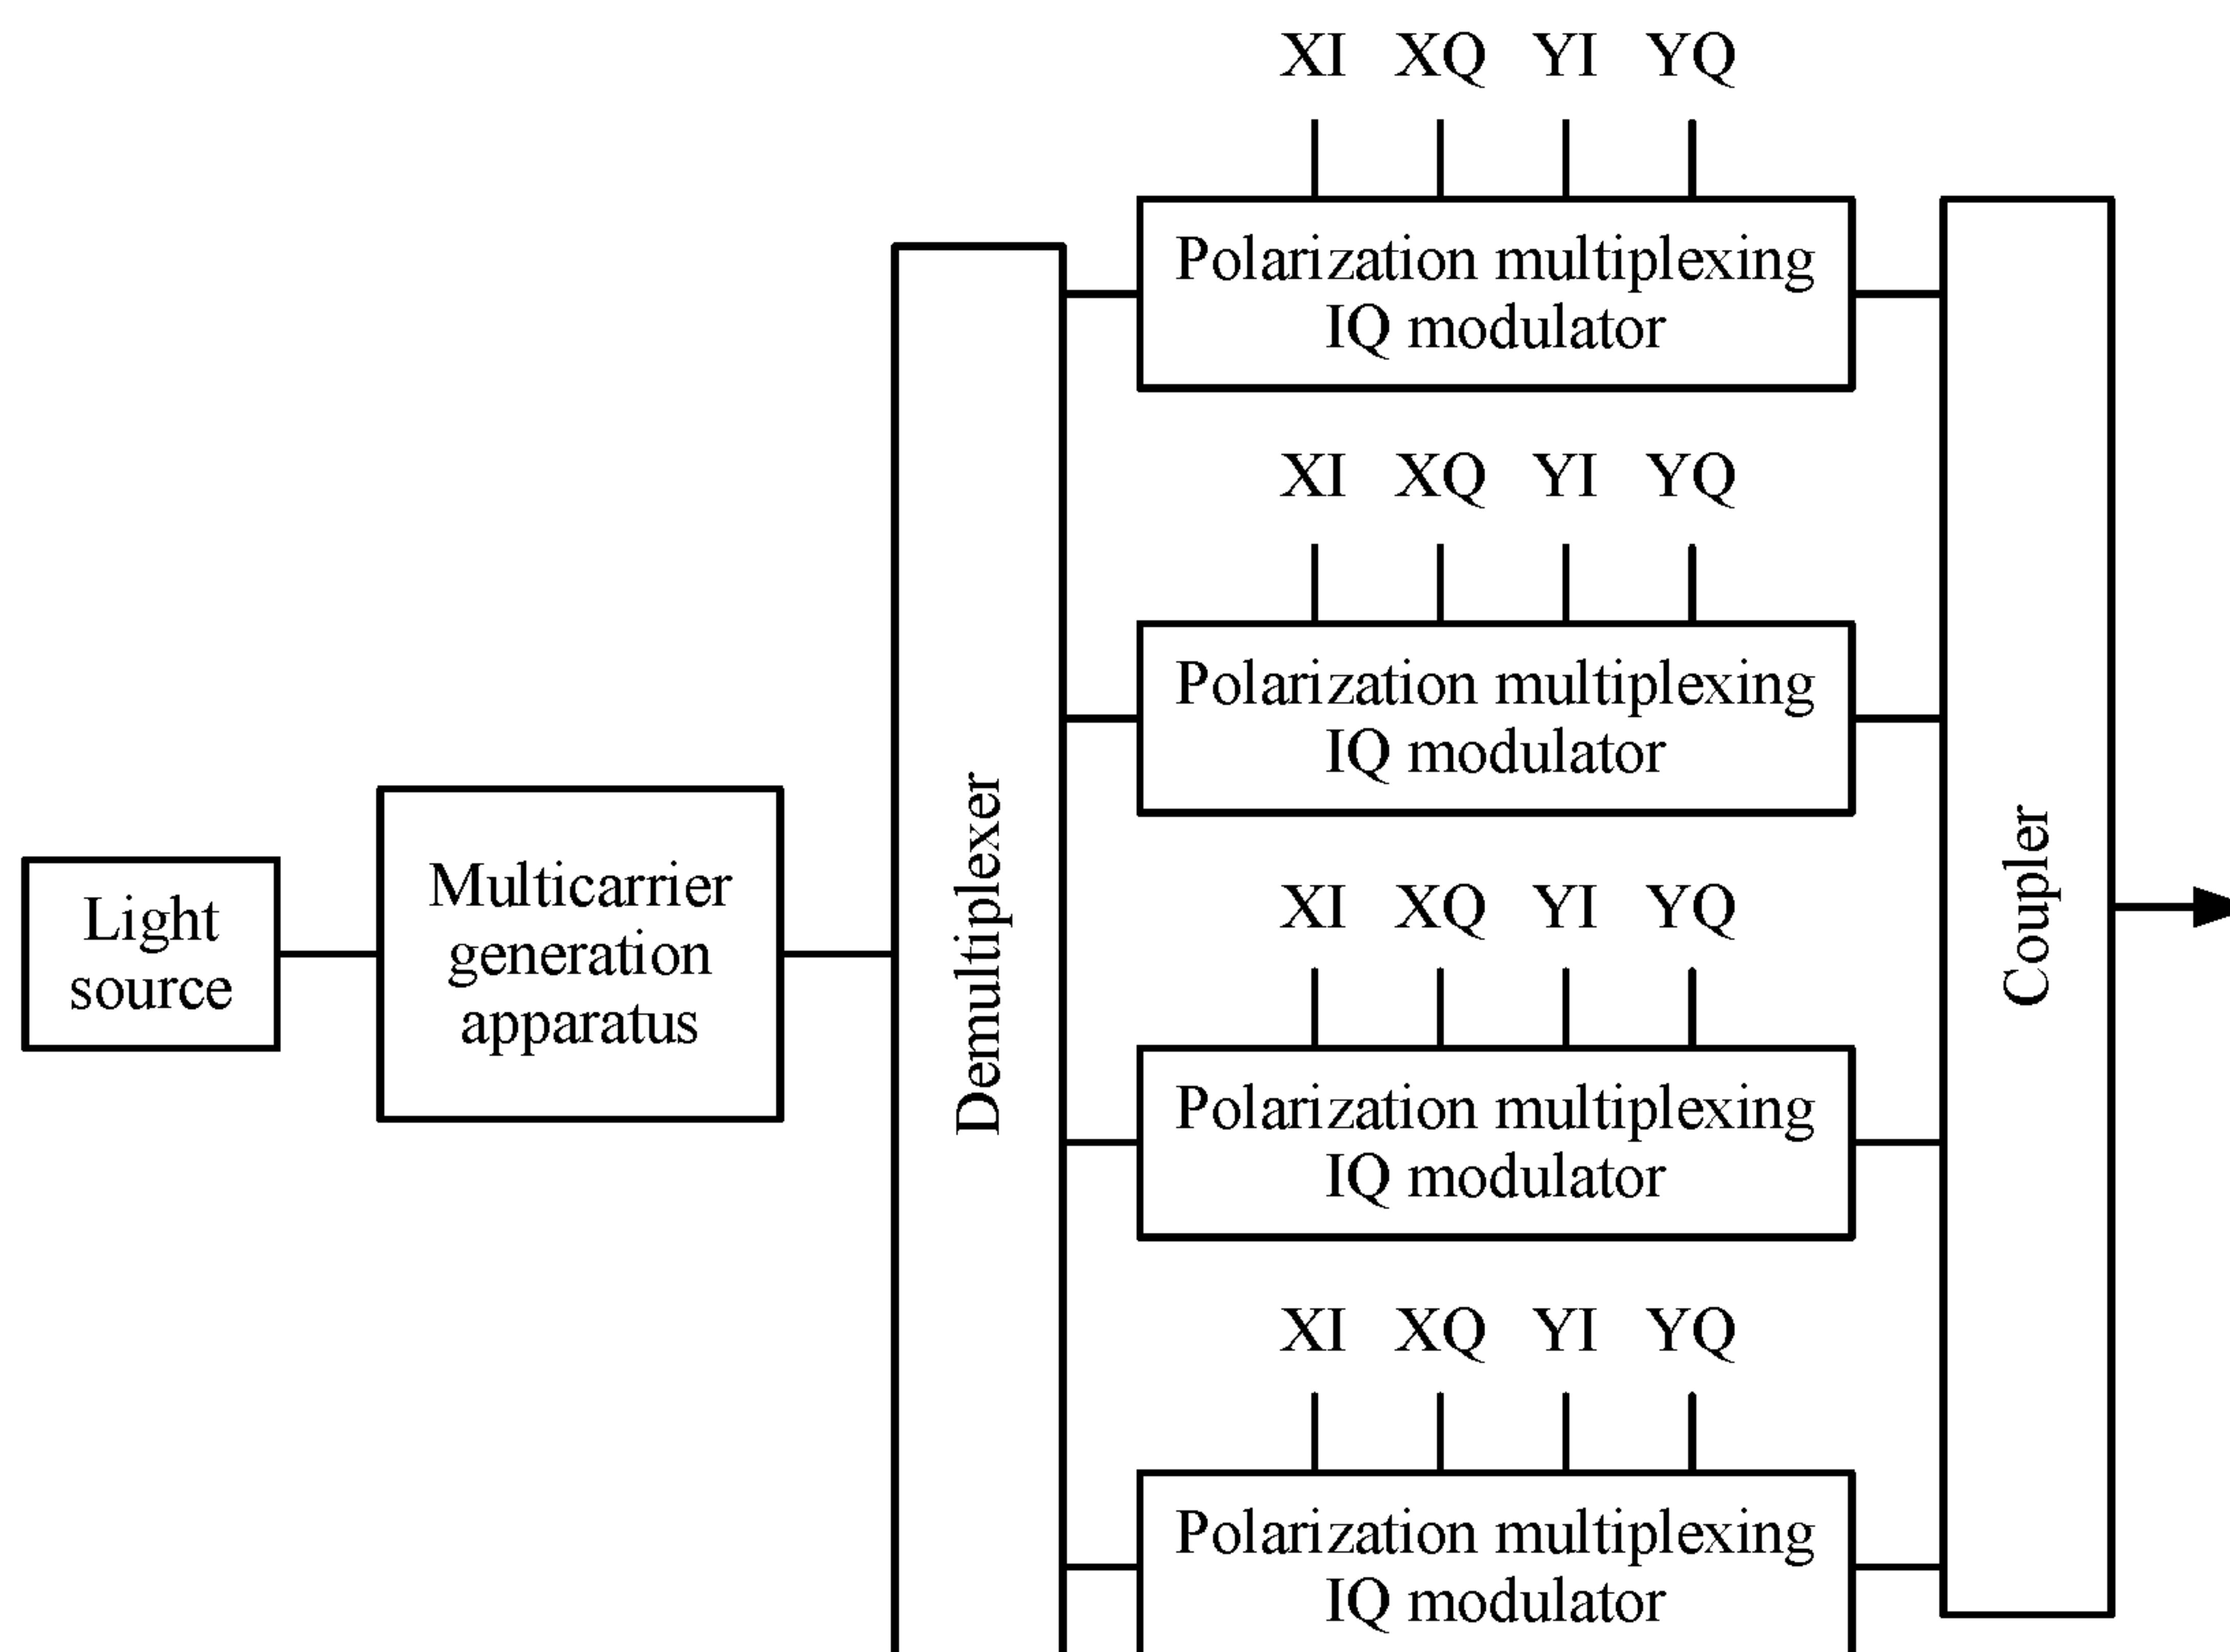 XI XQ YI YQ
Polarization multiplexing
IQ modulator
XI XQ YI YQ
Polarization multiplexing
IQ modulator
Light
source
Multicarrier
generation
apparatus
Demultiplexer
XI XQ YI YQ
Polarization multiplexing
IQ modulator
XI XQ YI YQ
Polarization multiplexing
IQ modulator
Coupler